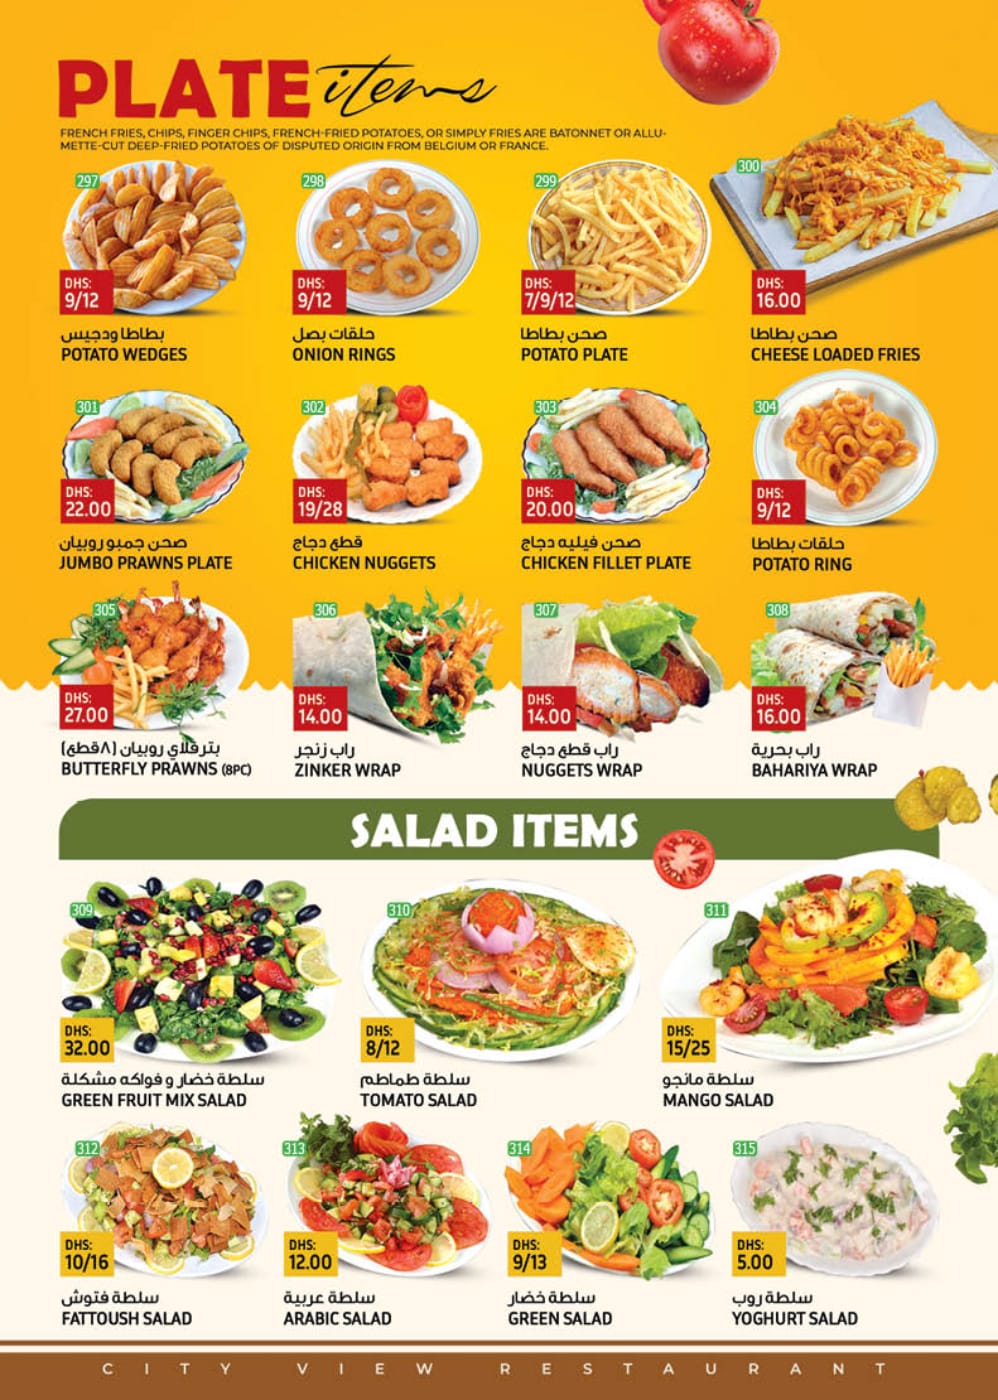 PLATE items
FRENCH FRIES, CHIPS, FINGER CHIPS, FRENCH-FRIED POTATOES, OR SIMPLY FRIES ARE BATONNET OR ALLU-
METTE-CUT DEEP-FRIED POTATOES OF DISPUTED ORIGIN FROM BELGIUM OR FRANCE.
297
DHS:
9/12
بطاطا ودجيس
POTATO WEDGES
298
DHS:
9/12
حلقات بصل
ONION RINGS
299
DHS:
7/9/12
صحن بطاطا
POTATO PLATE
300
DHS:
16.00
صحن بطاطا
CHEESE LOADED FRIES
301
DHS:
22.00
صحن جمبو روبيان
JUMBO PRAWNS PLATE
302
DHS:
19/28
قطع دجاج
CHICKEN NUGGETS
303
DHS:
20.00
صحن فيليه دجاج
CHICKEN FILLET PLATE
304
DHS:
9/12
حلقات بطاطا
POTATO RING
305
DHS:
27.00
بترفلاي روبيان (٨قطع)
BUTTERFLY PRAWNS (8PC)
306
DHS:
14.00
راب زنجر
ZINKER WRAP
307
DHS:
14.00
راب قطع دجاج
NUGGETS WRAP
308
DHS:
16.00
راب بحرية
BAHARIYA WRAP
SALAD ITEMS
309
DHS:
32.00
سلطة خضار و فواكه مشكلة
GREEN FRUIT MIX SALAD
310
DHS:
8/12
سلطة طماطم
TOMATO SALAD
311
DHS:
15/25
سلطة مانجو
MANGO SALAD
312
DHS:
10/16
سلطة فتوش
FATTOUSH SALAD
313
DHS:
12.00
سلطة عربية
ARABIC SALAD
314
DHS:
9/13
سلطة خضار
GREEN SALAD
315
DHS:
5.00
سلطة روب
YOGHURT SALAD
CITY VIEW RESTAURANT